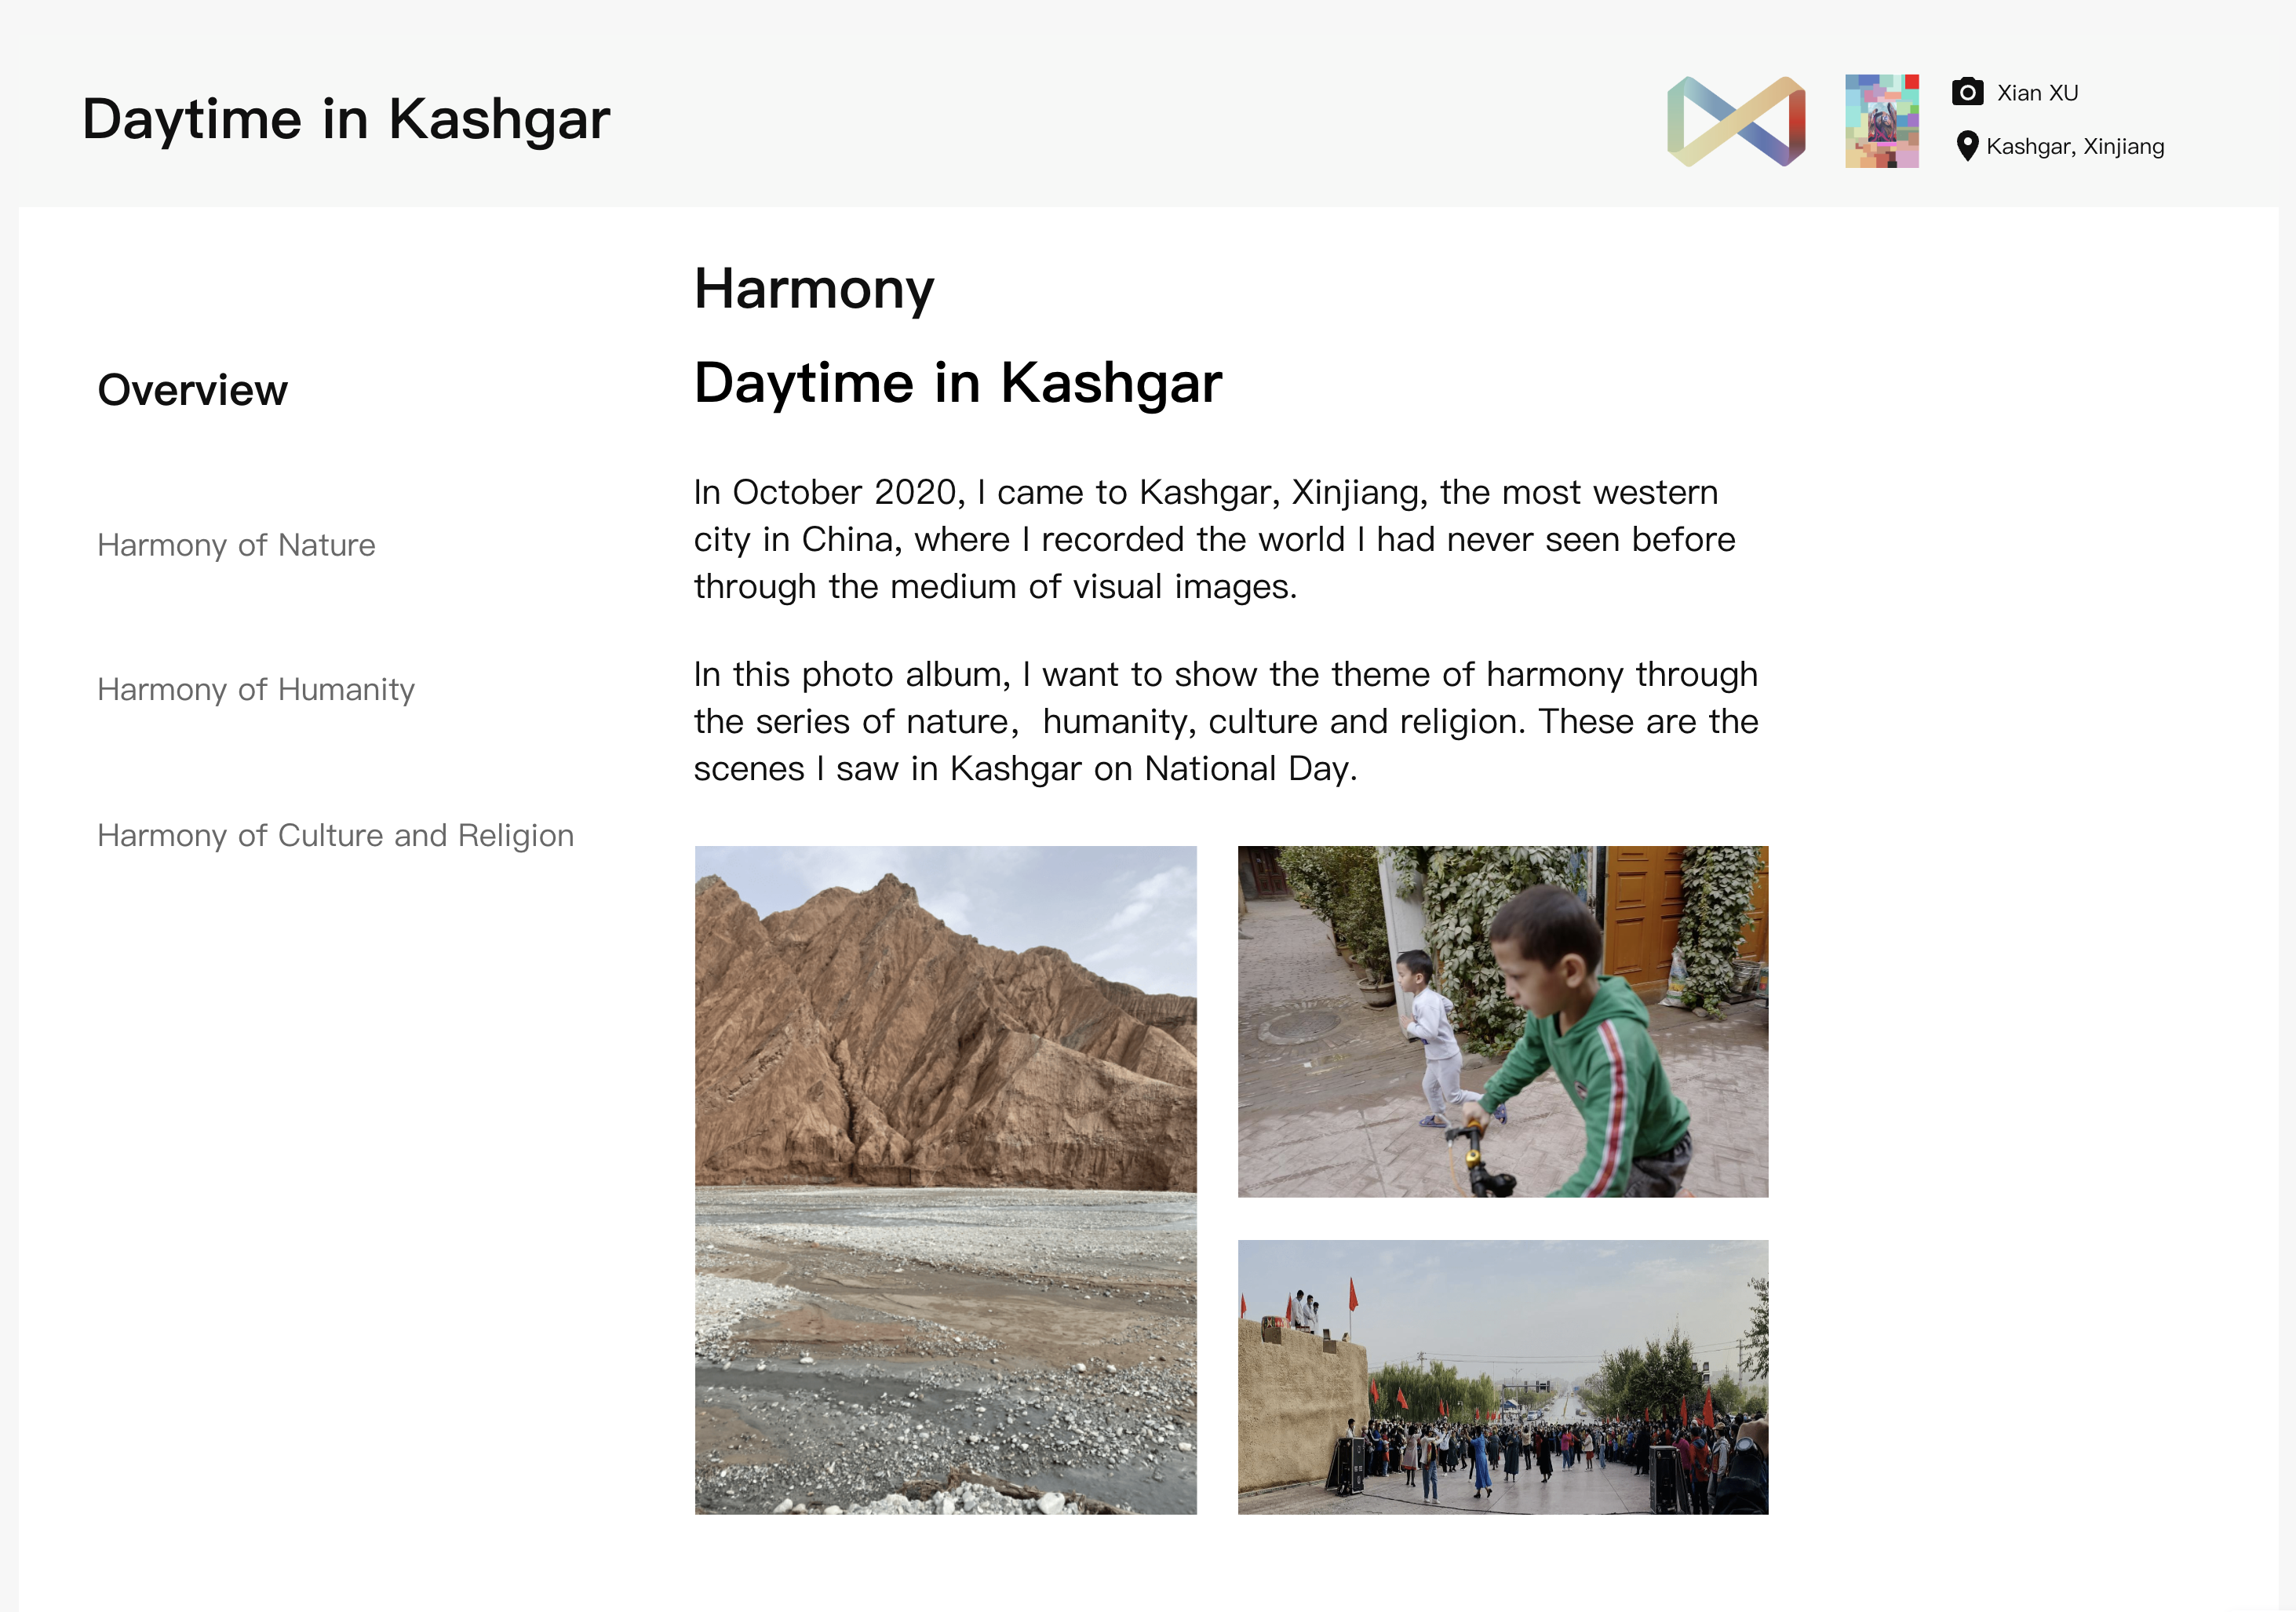 Daytime in Kashgar
Xian XU
Kashgar, Xinjiang
Harmony
Daytime in Kashgar
Overview
Harmony of Nature
Harmony of Humanity
Harmony of Culture and Religion
In October 2020, I came to Kashgar, Xinjiang, the most western
city in China, where I recorded the world I had never seen before
through the medium of visual images.
In this photo album, I want to show the theme of harmony through
the series of nature，humanity, culture and religion. These are the
scenes I saw in Kashgar on National Day.